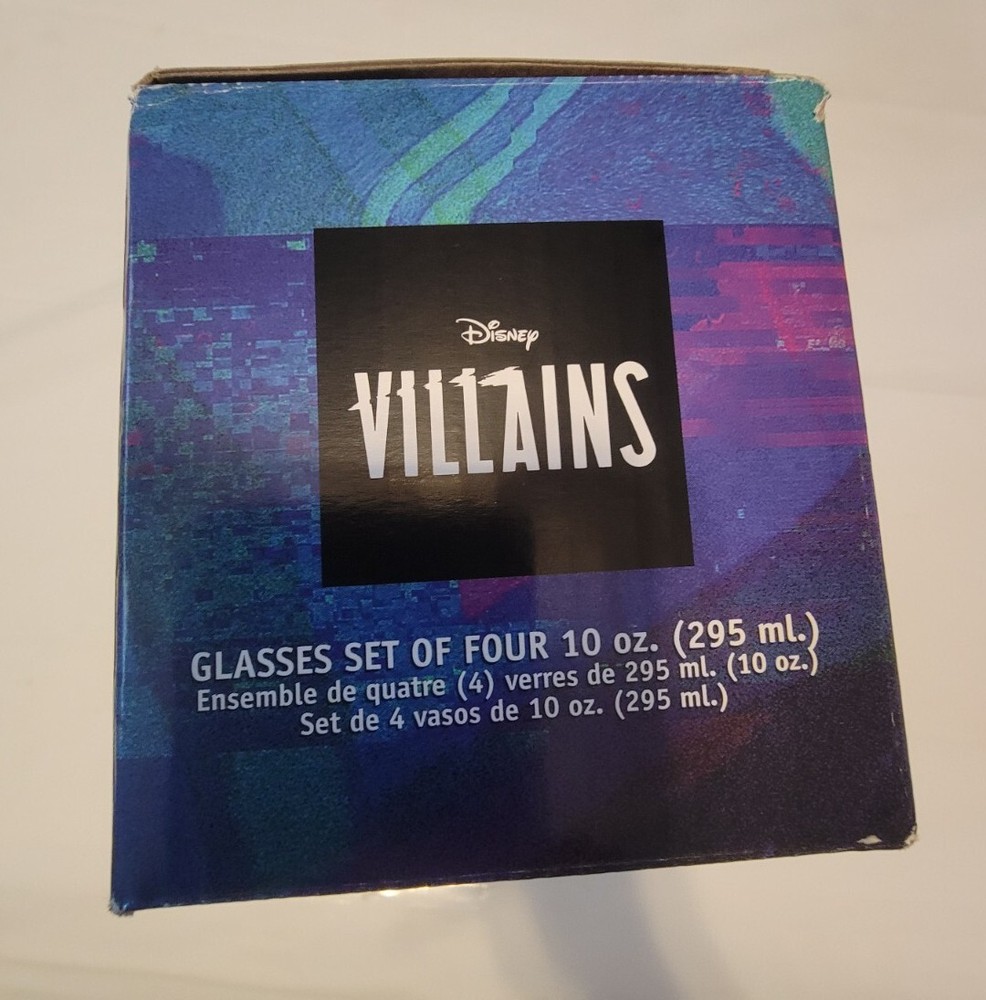 Disney
VILLAINS
GLASSES SET OF FOUR 10 oz. (295 ml.)
Ensemble de quatre (4) verres de 295 ml. (10 oz.)
Set de 4 vasos de 10 oz. (295 ml.)